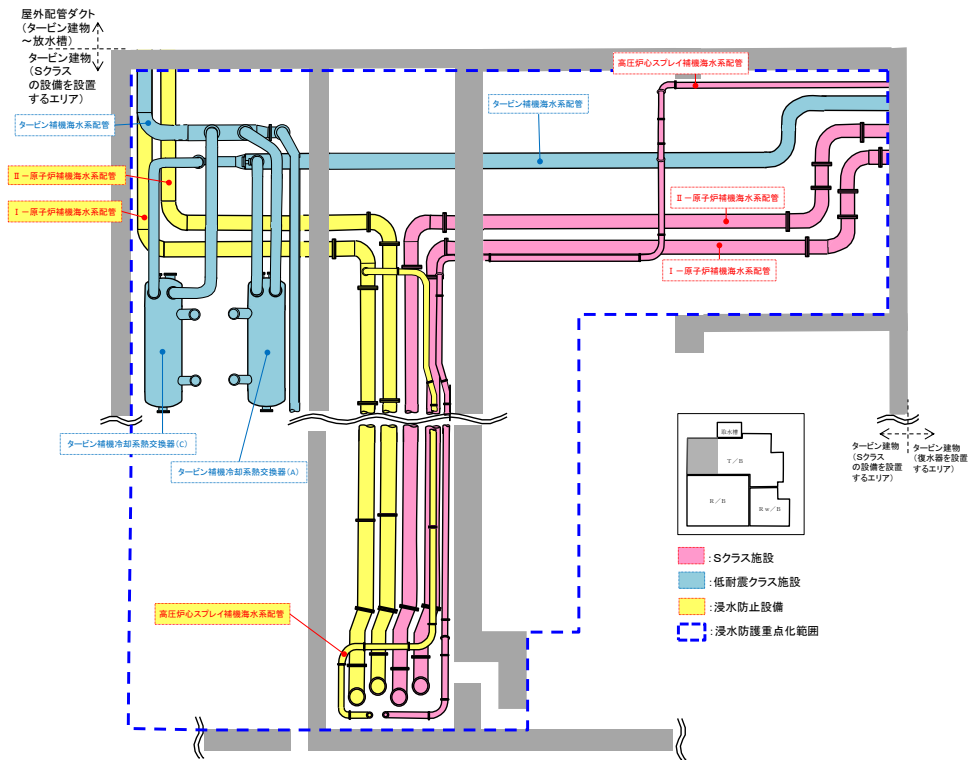 屋外配管ダクト
(タービン建物
～放水槽)
タービン建物
(Sクラス
の設備を設置
するエリア)
高圧炉心スプレイ補機海水系配管
タービン補機海水系配管
タービン補機海水系配管
Ⅱ－原子炉補機海水系配管
Ⅰ－原子炉補機海水系配管
Ⅱ－原子炉補機海水系配管
Ⅰ－原子炉補機海水系配管
タービン補機冷却系熱交換器(C)
タービン補機冷却系熱交換器(A)
タービン建物
(Sクラス
の設備を設置
するエリア)
タービン建物
(復水器を設置
するエリア)
放水槽
T／B
R／B
Rw／B
高圧炉心スプレイ補機海水系配管
:Sクラス施設
:低耐震クラス施設
:浸水防止設備
:浸水防護重点化範囲